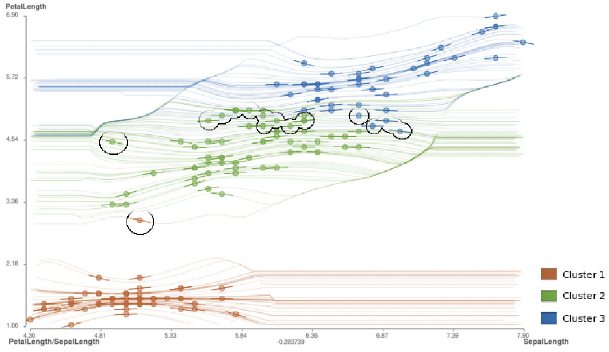 PetalLength
6.90
5.72
4.54
3.36
2.18
1.00
Cluster 1
Cluster 2
Cluster 3
4.30 4.81 5.33 5.84 6.36 6.87 7.39 7.90
PetalLength/SepalLength -0.283739 SepalLength